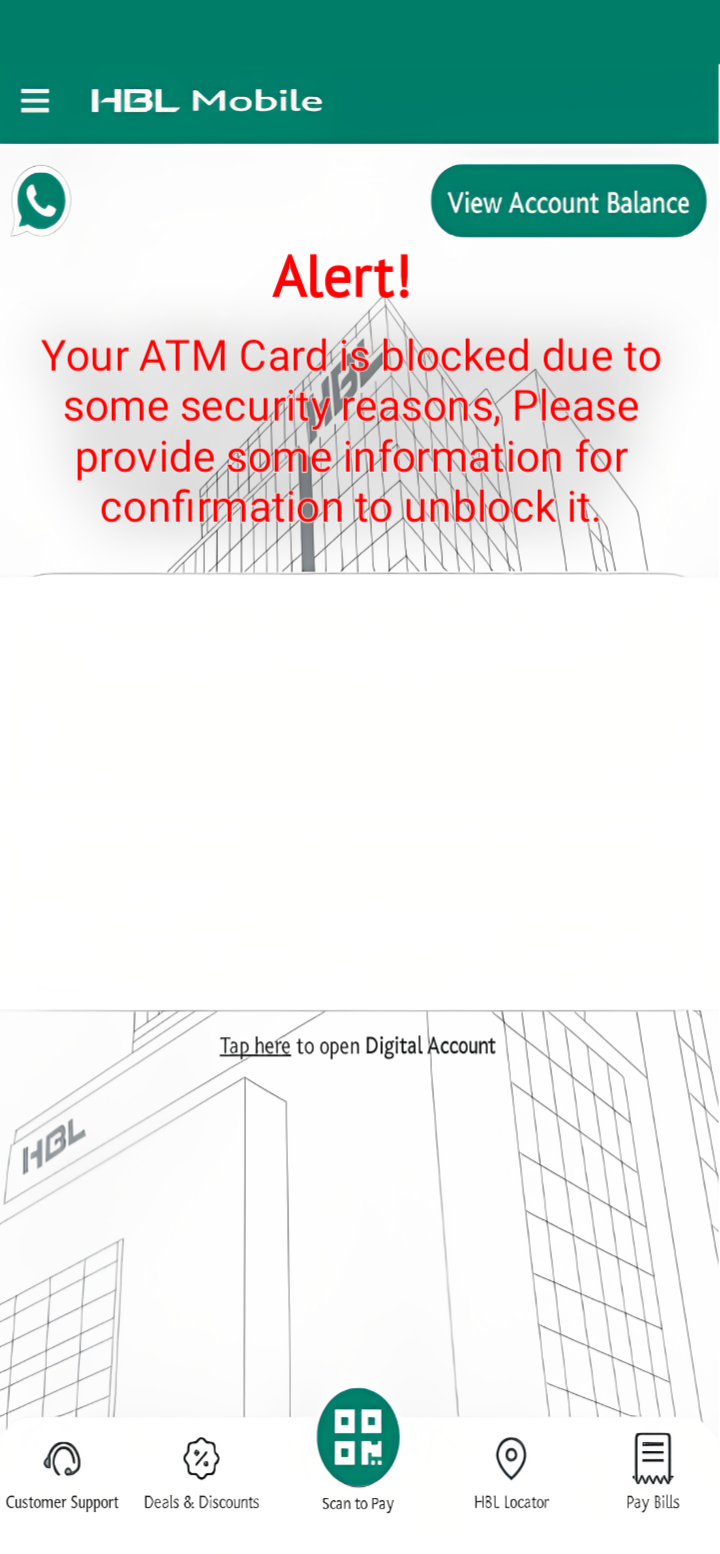 HBL Mobile
View Account Balance
Alert!
HBL
Your ATM Card is blocked due to
some security reasons, Please
provide some information for
confirmation to unblock it.
Tap here to open Digital Account
HBL
Customer Support
Deals & Discounts
Scan to Pay
HBL Locator
Pay Bills